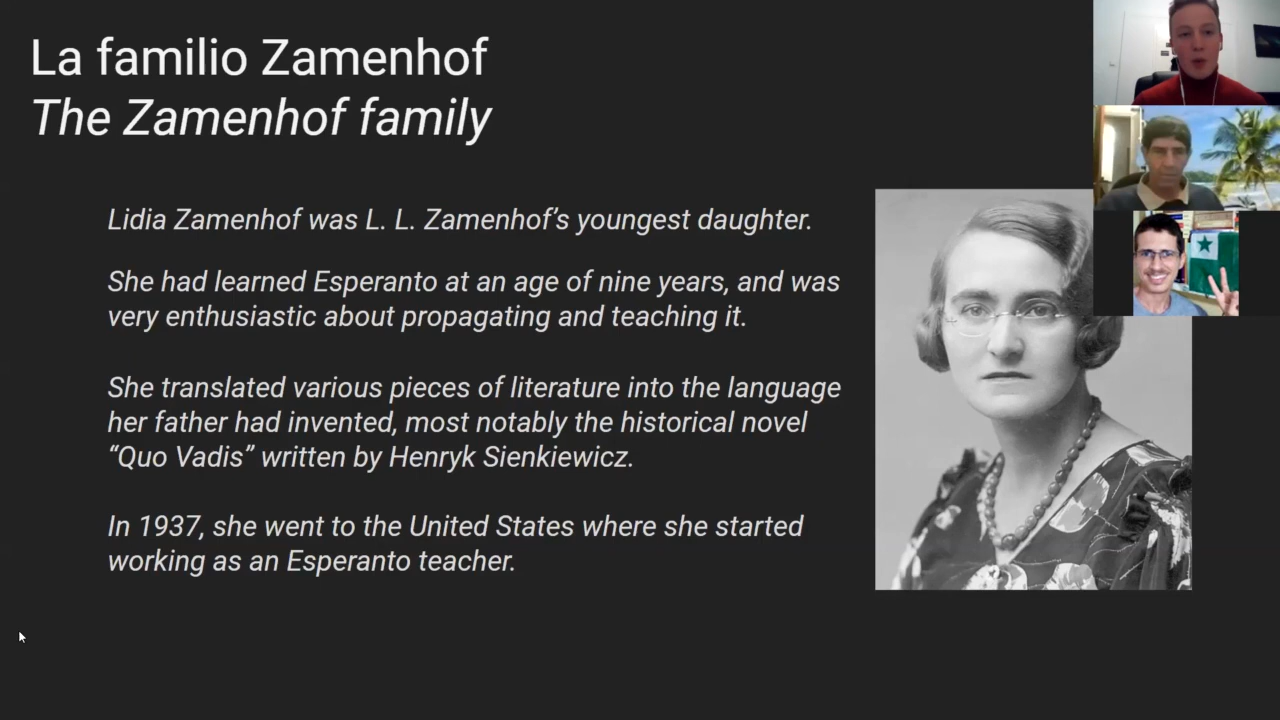 La familio Zamenhof
The Zamenhof family
Lidia Zamenhof was L. L. Zamenhof’s youngest daughter.
She had learned Esperanto at an age of nine years, and was
very enthusiastic about propagating and teaching it.
She translated various pieces of literature into the language
her father had invented, most notably the historical novel
“Quo Vadis” written by Henryk Sienkiewicz.
In 1937, she went to the United States where she started
working as an Esperanto teacher.